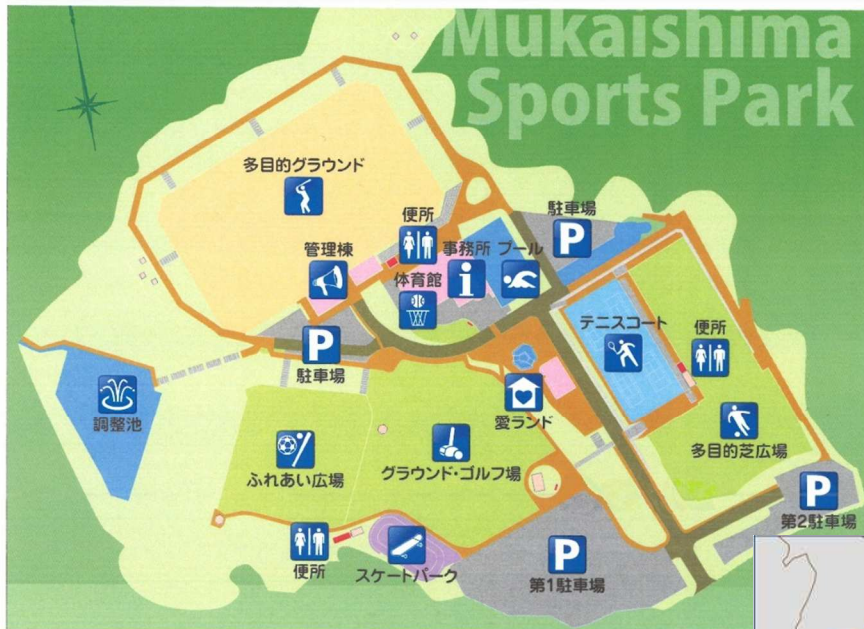 Mukaishima
Sports Park
多目的グラウンド
便所
駐車場
P
管理棟
事務所
プール
体育館
テニスコート
便所
P
駐車場
愛ランド
調整池
多目的芝広場
ふれあい広場
グラウンド・ゴルフ場
P
第2駐車場
便所
スケートパーク
P
第1駐車場